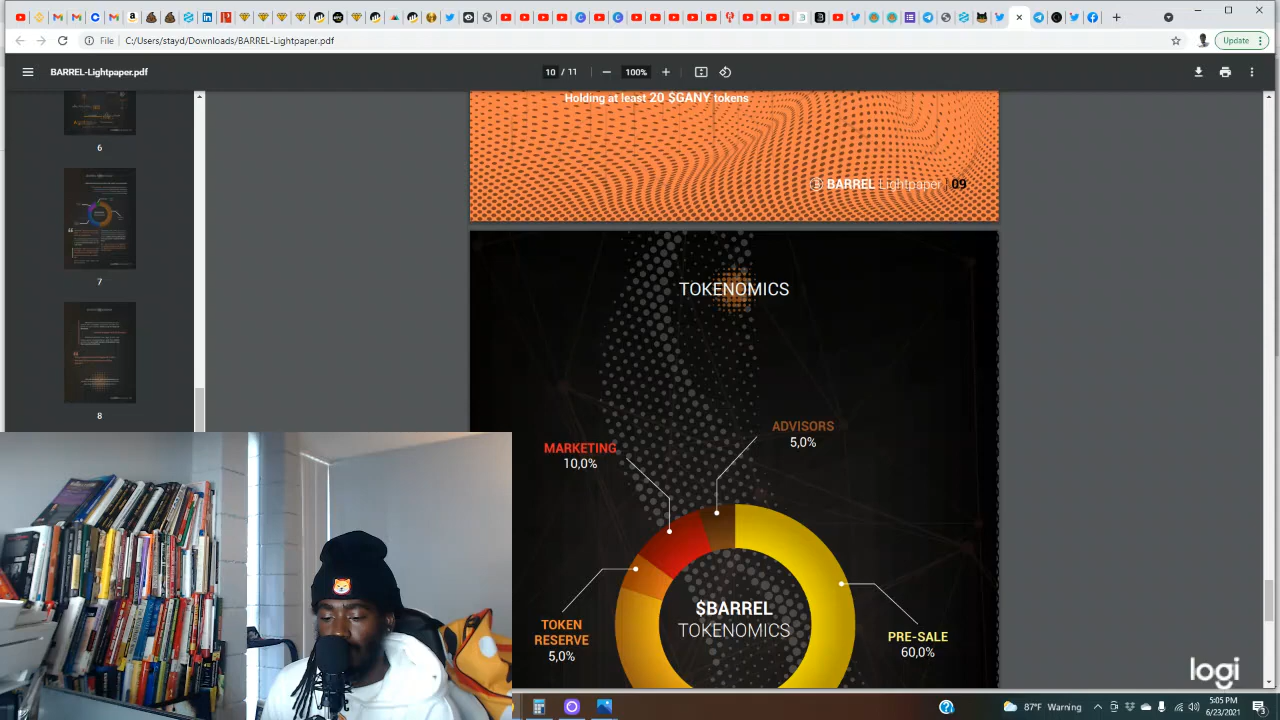 File
C:/Users/stayd/Downloads/BARREL-Lightpaper.pdf
Update
BARREL-Lightpaper.pdf
10 / 11
100%
6
7
8
Holding at least 20 $GANY tokens
BARREL Lightpaper | 09
TOKENOMICS
ADVISORS
5,0%
MARKETING
10,0%
$BARREL
TOKENOMICS
TOKEN
RESERVE
5,0%
PRE-SALE
60,0%
logi
87°F Warning
5:05 PM
6/23/2021